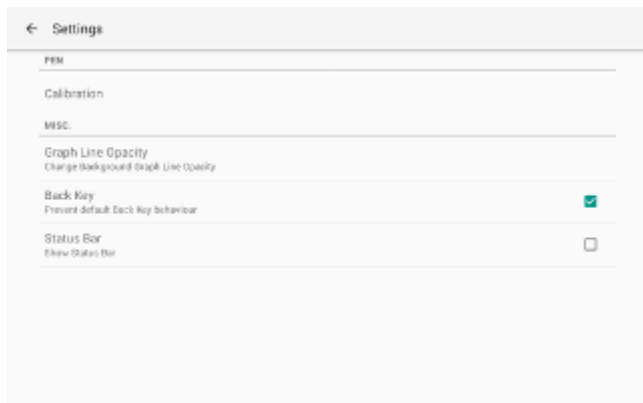 Settings
PEN
Calibration
MISC.
Graph Line Opacity
Change Background Graph Line Opacity
Back Key
Prevent default Back Key behaviour
Status Bar
Show Status Bar